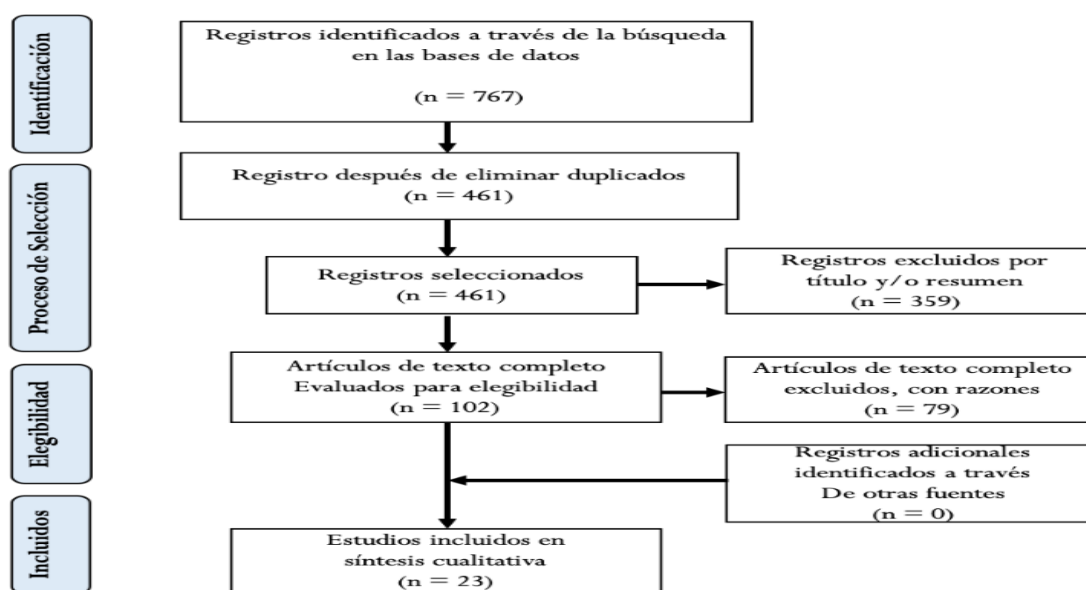 Identificación
Registros identificados a través de la búsqueda
en las bases de datos
(n = 767)
Proceso de Selección
Registro después de eliminar duplicados
(n = 461)
Registros seleccionados
(n = 461)
Registros excluidos por
título y/o resumen
(n = 359)
Elegibilidad
Artículos de texto completo
Evaluados para elegibilidad
(n = 102)
Artículos de texto completo
excluidos, con razones
(n = 79)
Registros adicionales
identificados a través
De otras fuentes
(n = 0)
Incluidos
Estudios incluidos en
síntesis cualitativa
(n = 23)